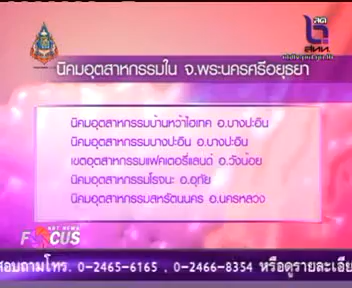 สด
สทท.
นิคมอุตสาหกรรมใน จ.พระนครศรีอยุธยา
นิคมอุตสาหกรรมบ้านหว้าไฮเทค อ.บางปะอิน
นิคมอุตสาหกรรมบางปะอิน อ.บางปะอิน
เขตอุตสาหกรรมแฟคเตอรี่แลนด์ อ.วังน้อย
นิคมอุตสาหกรรมโรจนะ อ.อุทัย
นิคมอุตสาหกรรมสหรัตนนคร อ.นครหลวง
NBT NEWS
FOCUS
สอบถามโทร. 0-2465-6165 , 0-2466-8354 หรือดูรายละเอีย